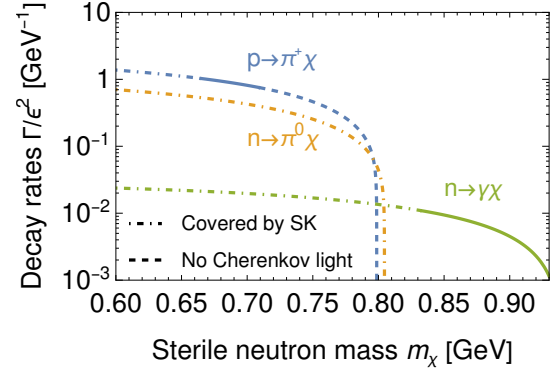 10
1
10⁻¹
10⁻²
10⁻³
Decay rates Γ/ϵ² [GeV⁻¹]
p→π⁺χ
n→π⁰χ
n→γχ
Covered by SK
No Cherenkov light
0.60 0.65 0.70 0.75 0.80 0.85 0.90
Sterile neutron mass mχ [GeV]